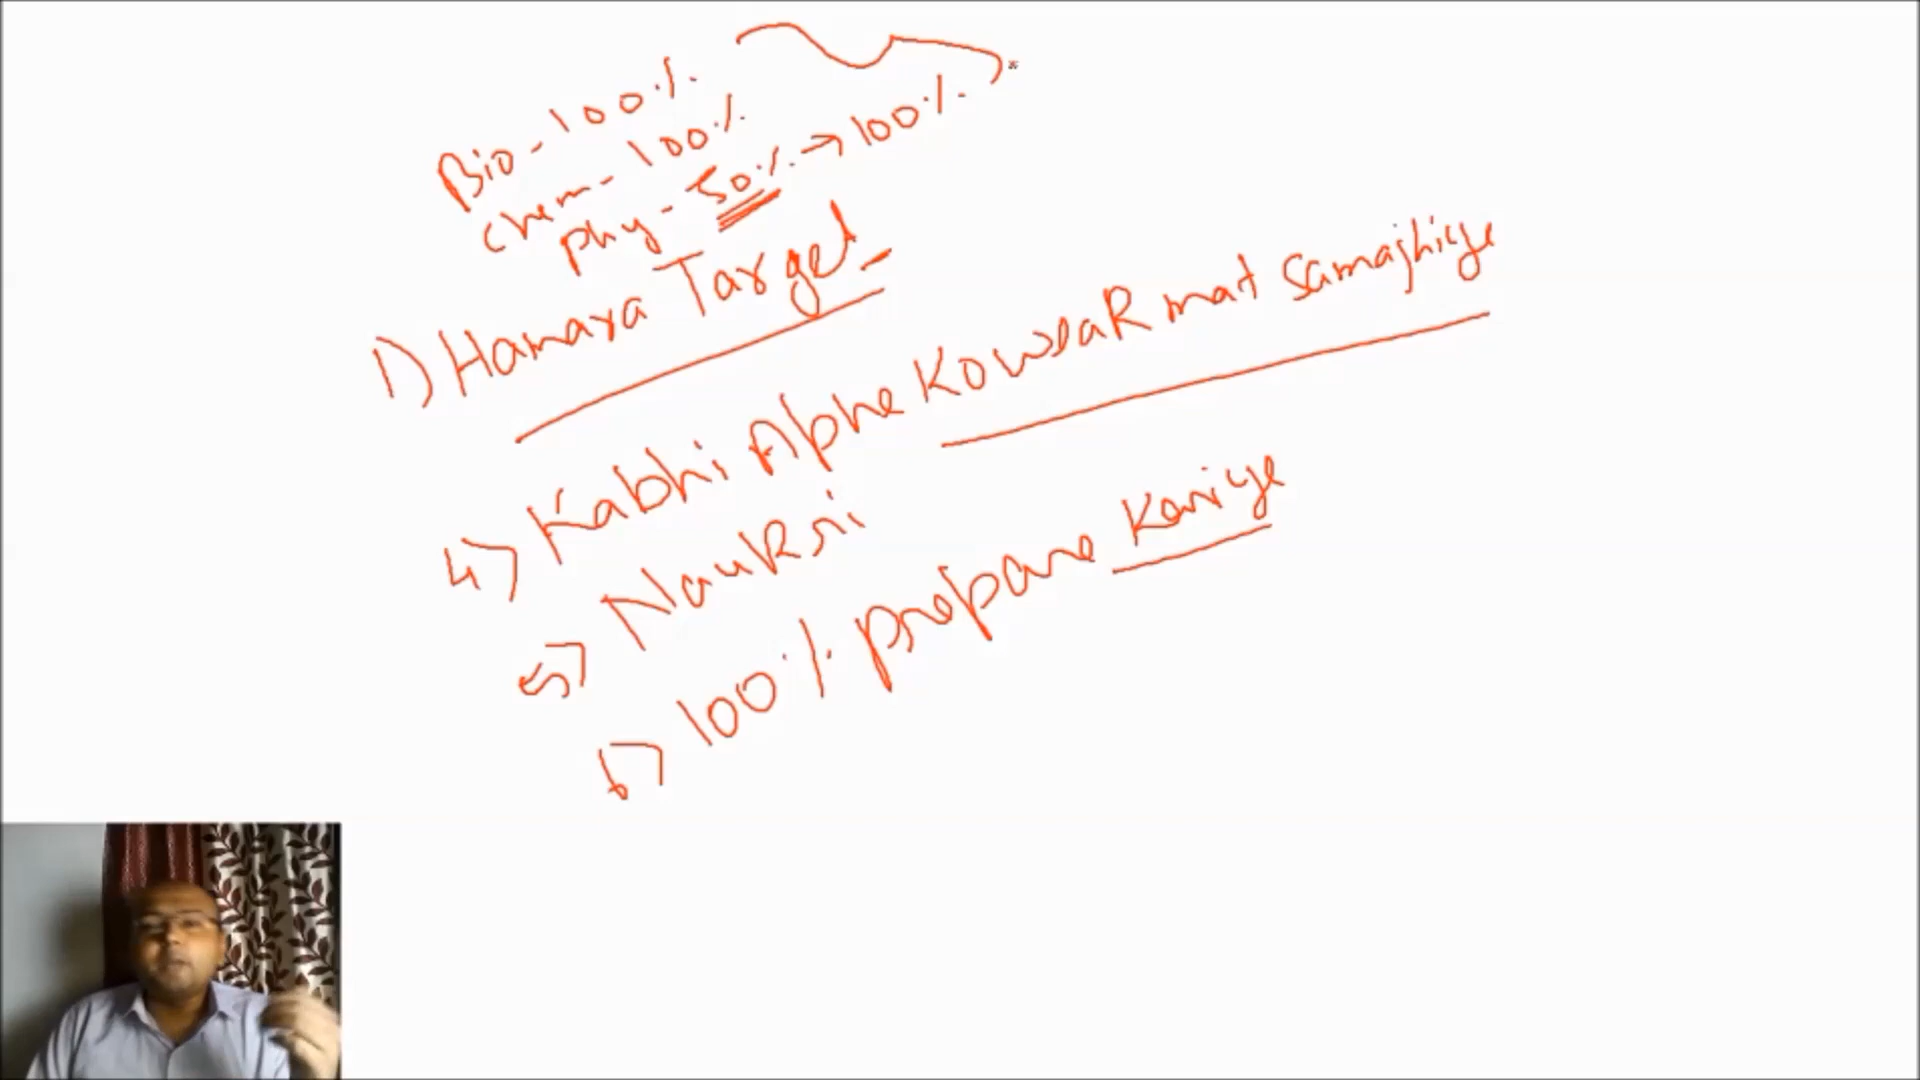 Bio - 100%
Chem - 100%
Phy - 50% → 100%
1) Hamara Target -
4) Kabhi Apne Ko weak mat samajhiye
5) Naukri
6) 100% prepare kariye